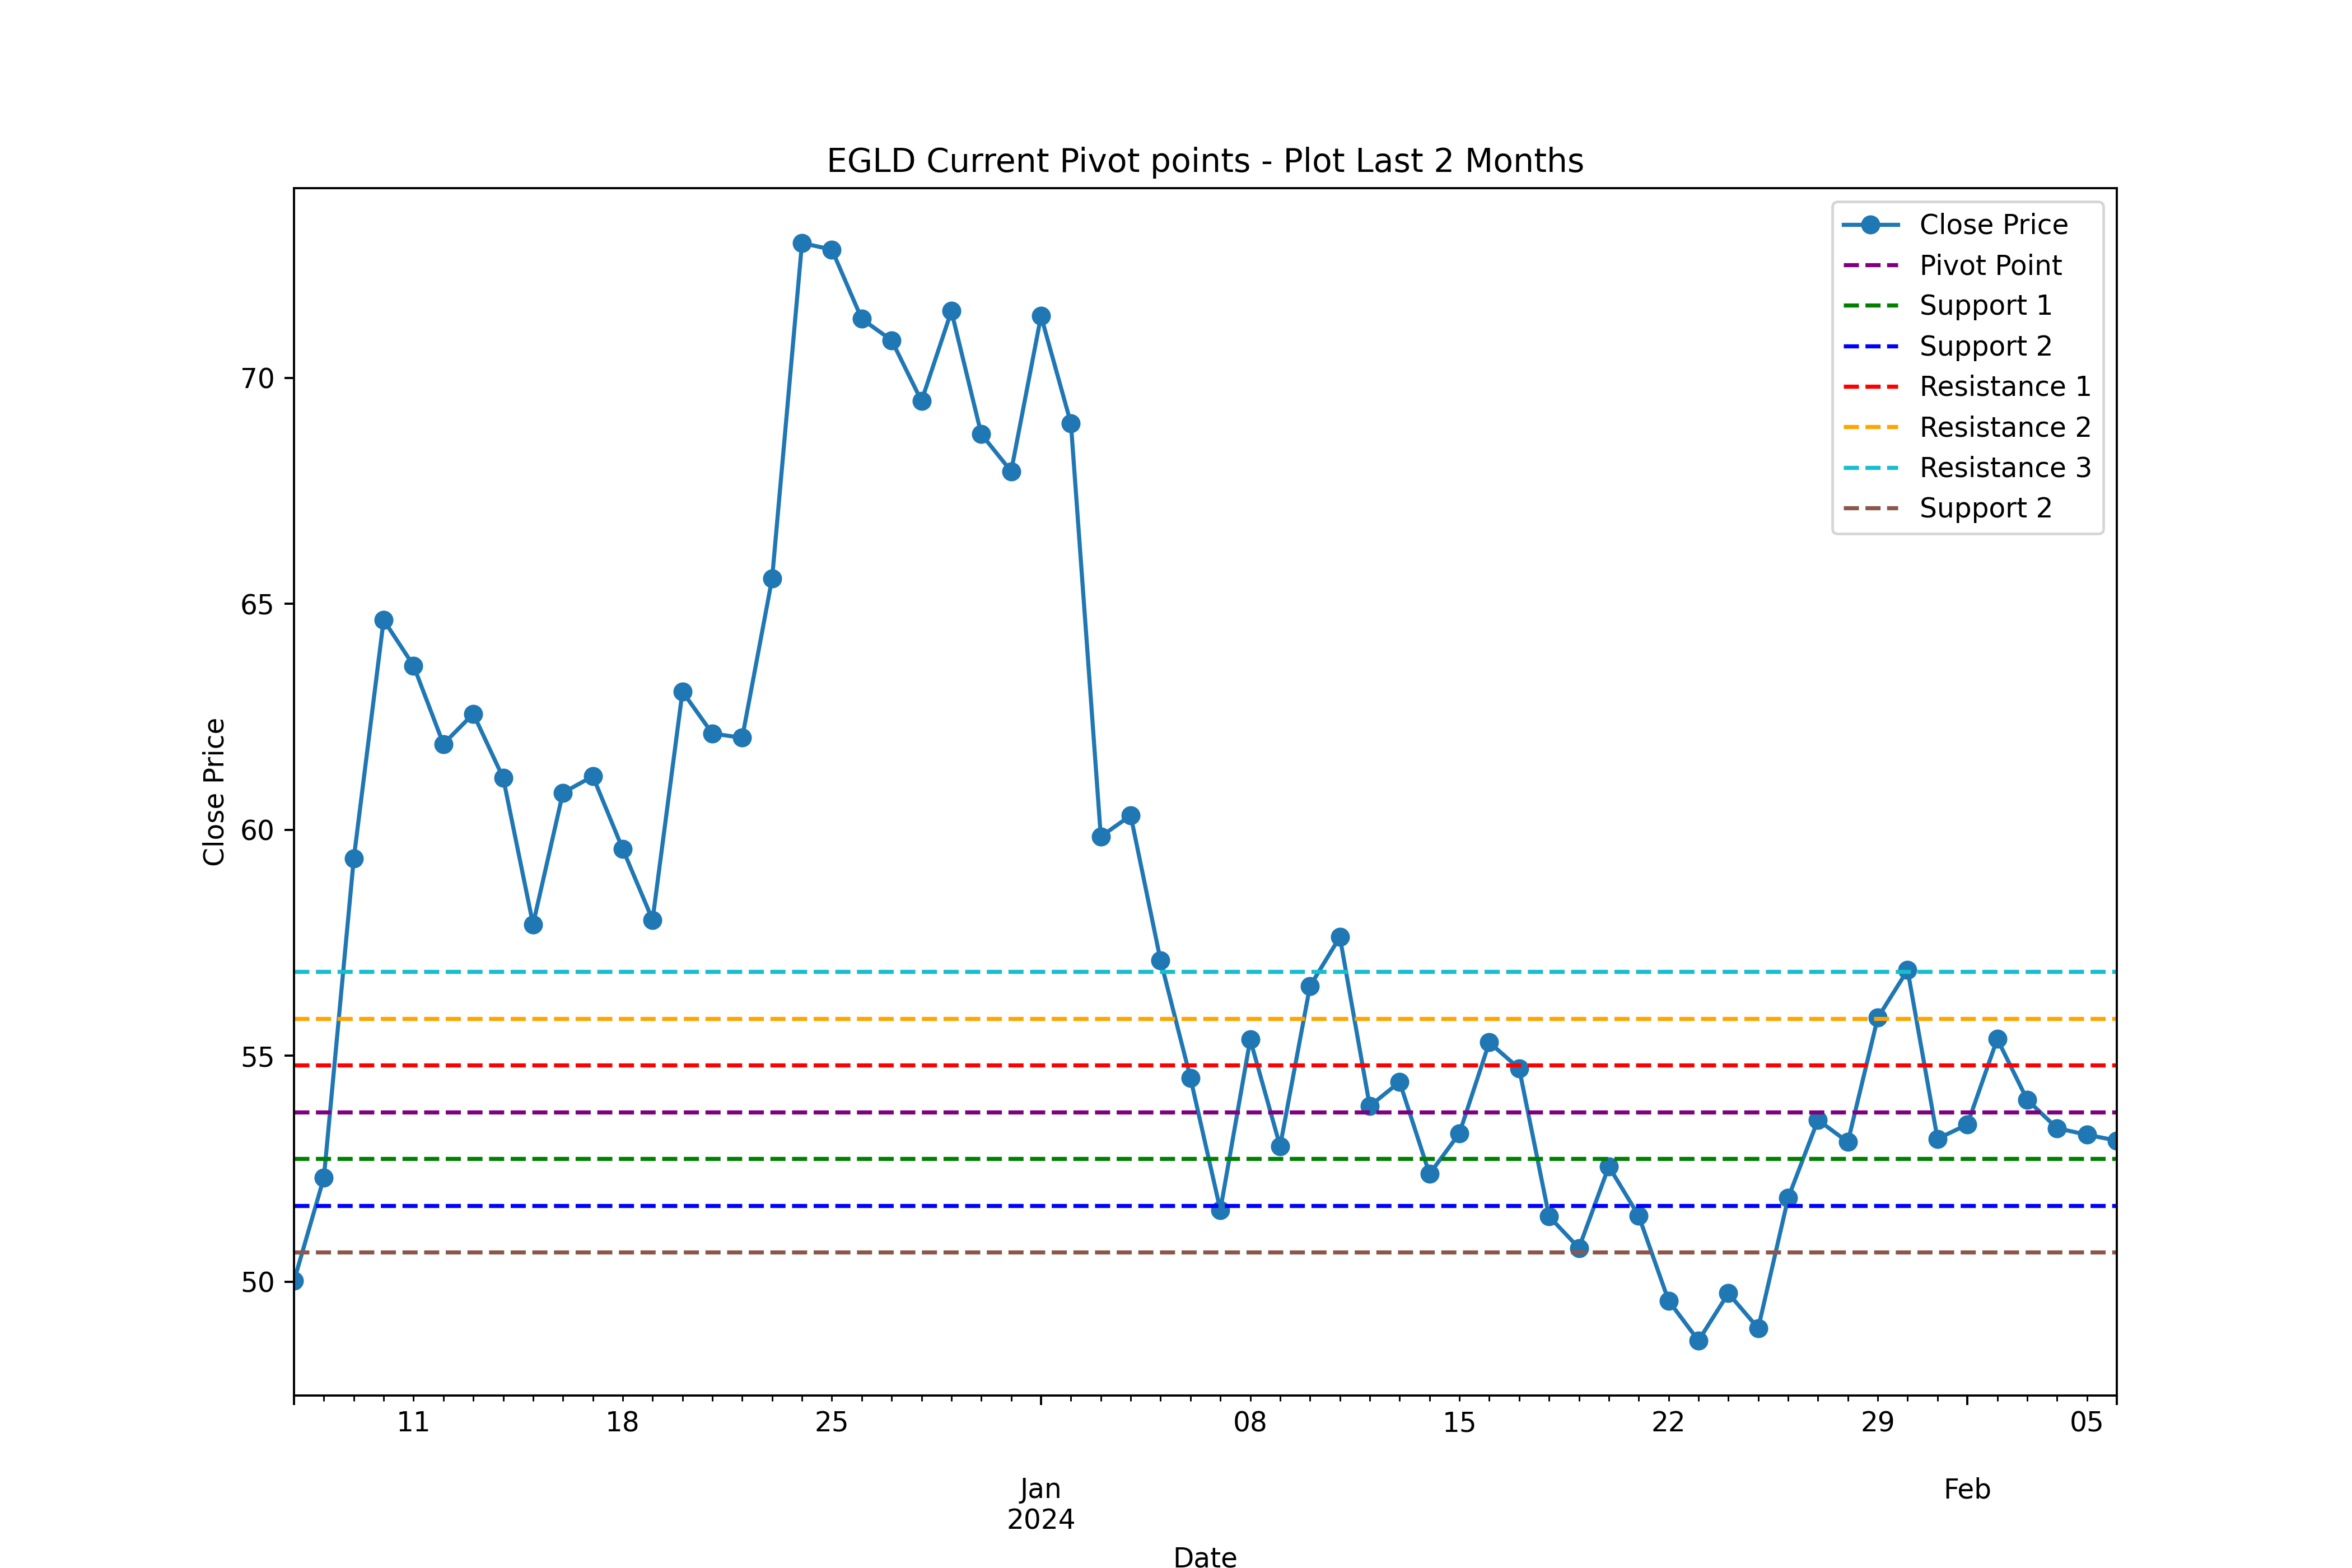 EGLD Current Pivot points - Plot Last 2 Months
Close Price
Pivot Point
Support 1
Support 2
Resistance 1
Resistance 2
Resistance 3
Support 2
Close Price
70
65
60
55
50
11 18 25 08 15 22 29 05
Jan Feb
2024
Date